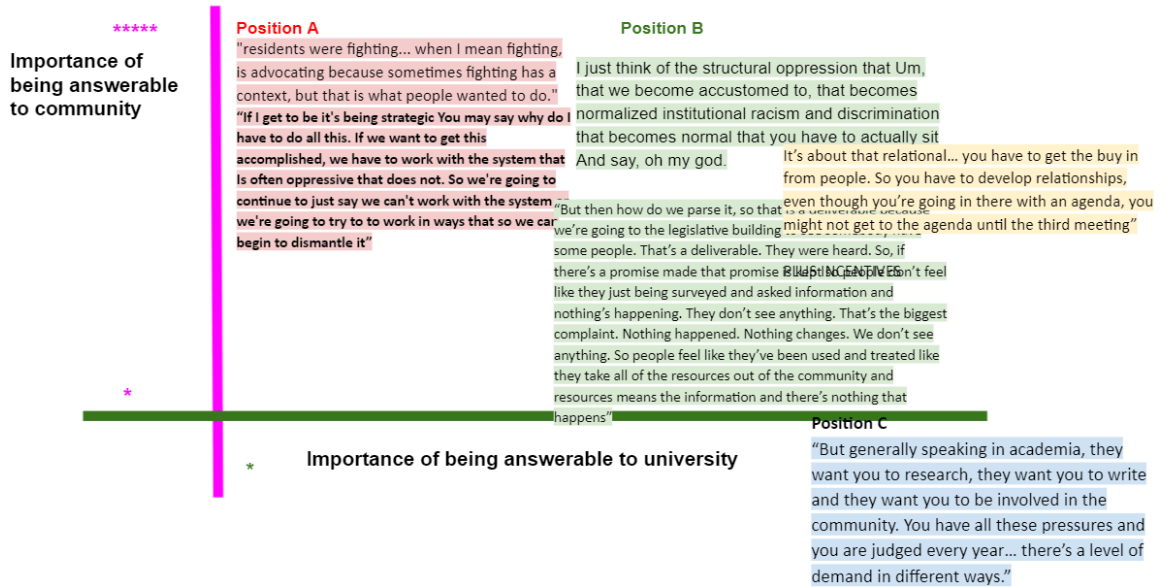 *****
Importance of
being answerable
to community
*
Position A
"residents were fighting... when I mean fighting,
is advocating because sometimes fighting has a
context, but that is what people wanted to do."
“If I get to be it's being strategic You may say why do I
have to do all this. If we want to get this
accomplished, we have to work with the system that
Is often oppressive that does not. So we're going to
continue to just say we can't work with the system
we're going to try to to work in ways that so we can
begin to dismantle it”
Position B
I just think of the structural oppression that Um,
that we become accustomed to, that becomes
normalized institutional racism and discrimination
that becomes normal that you have to actually sit
And say, oh my god.
It’s about that relational... you have to get the buy in
from people. So you have to develop relationships,
even though you’re going in there with an agenda, you
might not get to the agenda until the third meeting”
PLUS INCENTIVES
“But then how do we parse it, so that is a deliverable because
we’re going to the legislative building
some people. That’s a deliverable. They were heard. So, if
there’s a promise made that promise is kept so people don’t feel
like they just being surveyed and asked information and
nothing’s happening. They don’t see anything. That’s the biggest
complaint. Nothing happened. Nothing changes. We don’t see
anything. So people feel like they’ve been used and treated like
they take all of the resources out of the community and
resources means the information and there’s nothing that
happens”
*
Importance of being answerable to university
Position C
“But generally speaking in academia, they
want you to research, they want you to write
and they want you to be involved in the
community. You have all these pressures and
you are judged every year... there’s a level of
demand in different ways.”